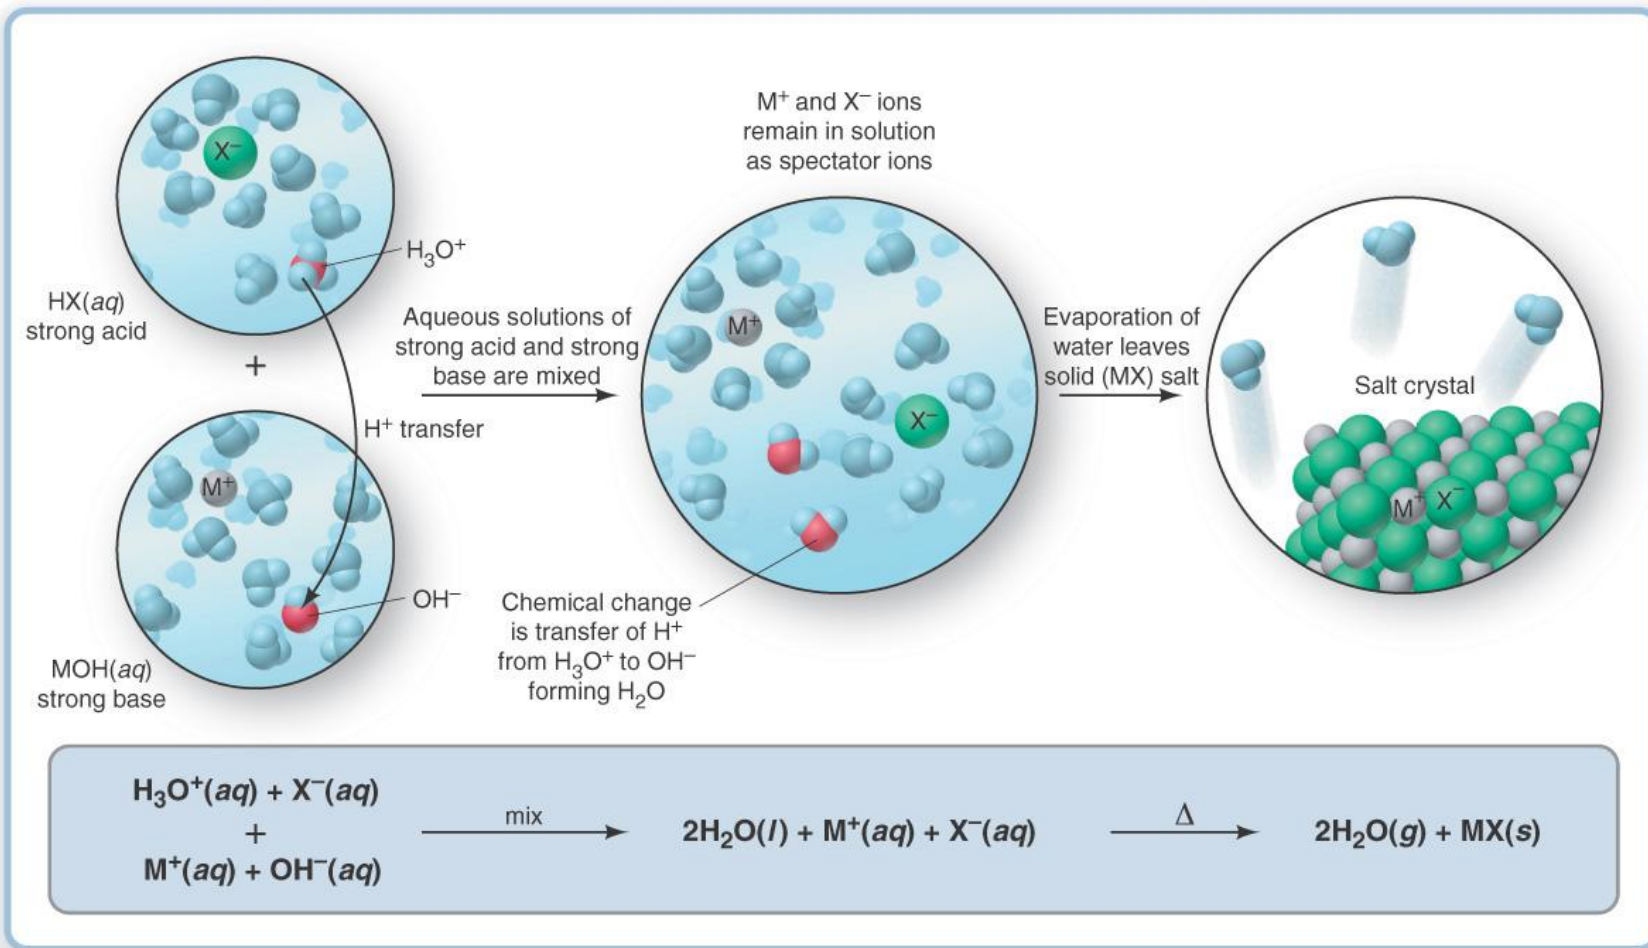 X⁻
H₃O⁺
HX(aq)
strong acid
+
H⁺ transfer
M⁺
OH⁻
MOH(aq)
strong base
Aqueous solutions of
strong acid and strong
base are mixed
M⁺ and X⁻ ions
remain in solution
as spectator ions
M⁺
X⁻
Chemical change
is transfer of H⁺
from H₃O⁺ to OH⁻
forming H₂O
Evaporation of
water leaves
solid (MX) salt
Salt crystal
M⁺ X⁻
H₃O⁺(aq) + X⁻(aq)
+
M⁺(aq) + OH⁻(aq)
mix
2H₂O(l) + M⁺(aq) + X⁻(aq)
Δ
2H₂O(g) + MX(s)